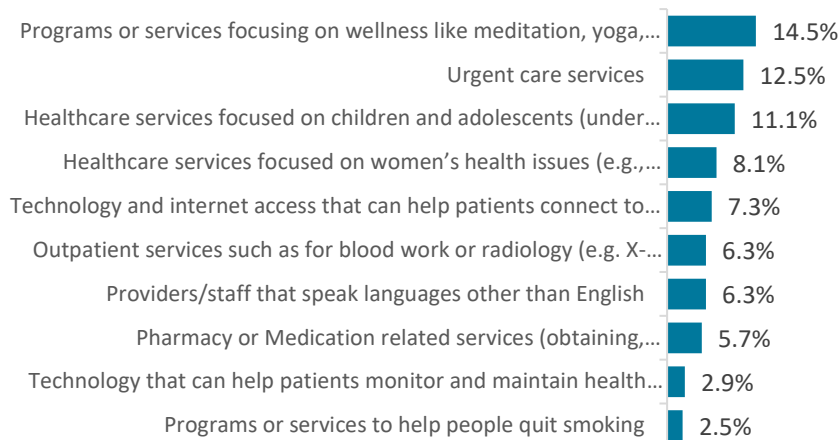 Programs or services focusing on wellness like meditation, yoga,... 14.5%
Urgent care services 12.5%
Healthcare services focused on children and adolescents (under... 11.1%
Healthcare services focused on women’s health issues (e.g.,... 8.1%
Technology and internet access that can help patients connect to... 7.3%
Outpatient services such as for blood work or radiology (e.g. X-... 6.3%
Providers/staff that speak languages other than English 6.3%
Pharmacy or Medication related services (obtaining,... 5.7%
Technology that can help patients monitor and maintain health... 2.9%
Programs or services to help people quit smoking 2.5%